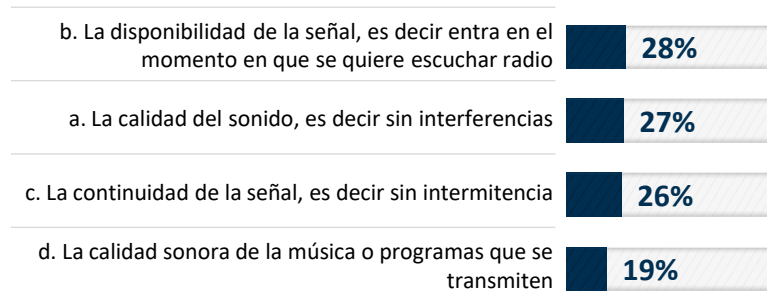 b. La disponibilidad de la señal, es decir entra en el
momento en que se quiere escuchar radio
28%
a. La calidad del sonido, es decir sin interferencias
27%
c. La continuidad de la señal, es decir sin intermitencia
26%
d. La calidad sonora de la música o programas que se
transmiten
19%